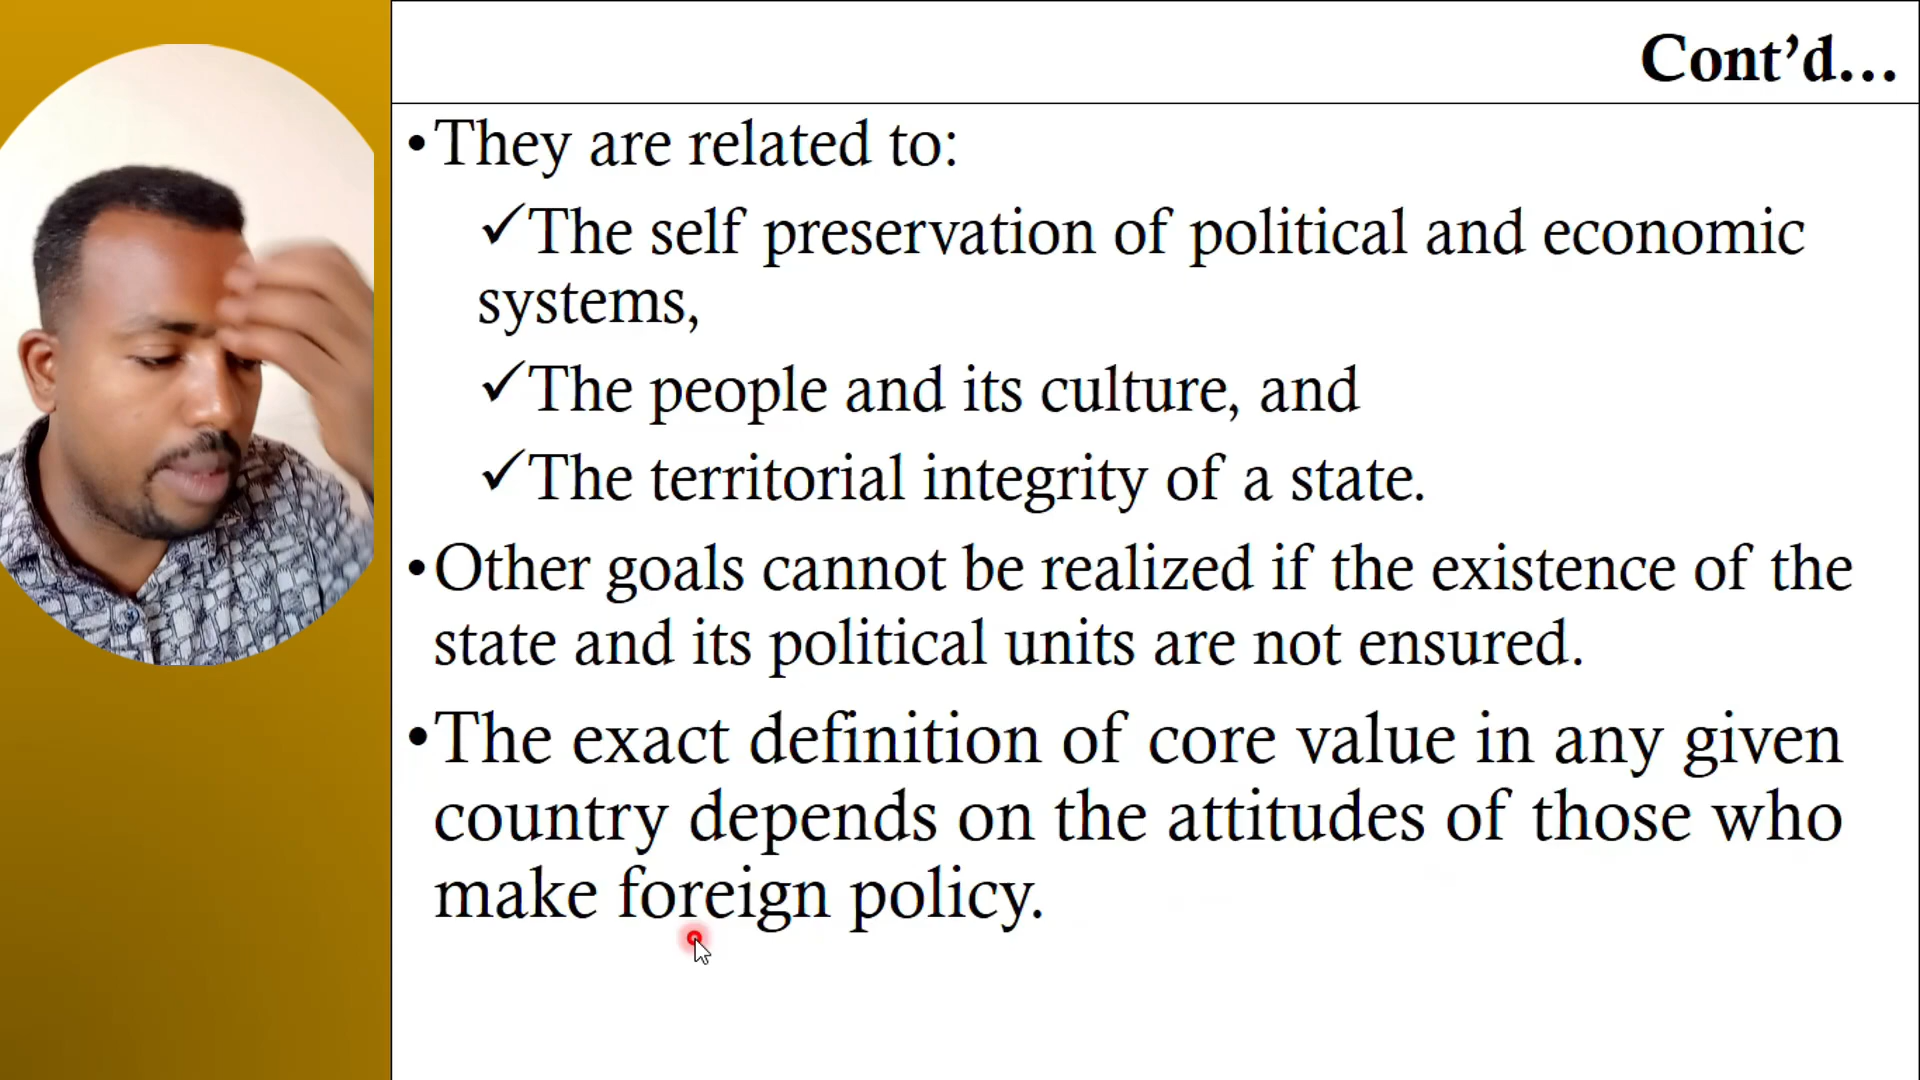 Cont’d...
•They are related to:
✓The self preservation of political and economic
systems,
✓The people and its culture, and
✓The territorial integrity of a state.
•Other goals cannot be realized if the existence of the
state and its political units are not ensured.
•The exact definition of core value in any given
country depends on the attitudes of those who
make foreign policy.